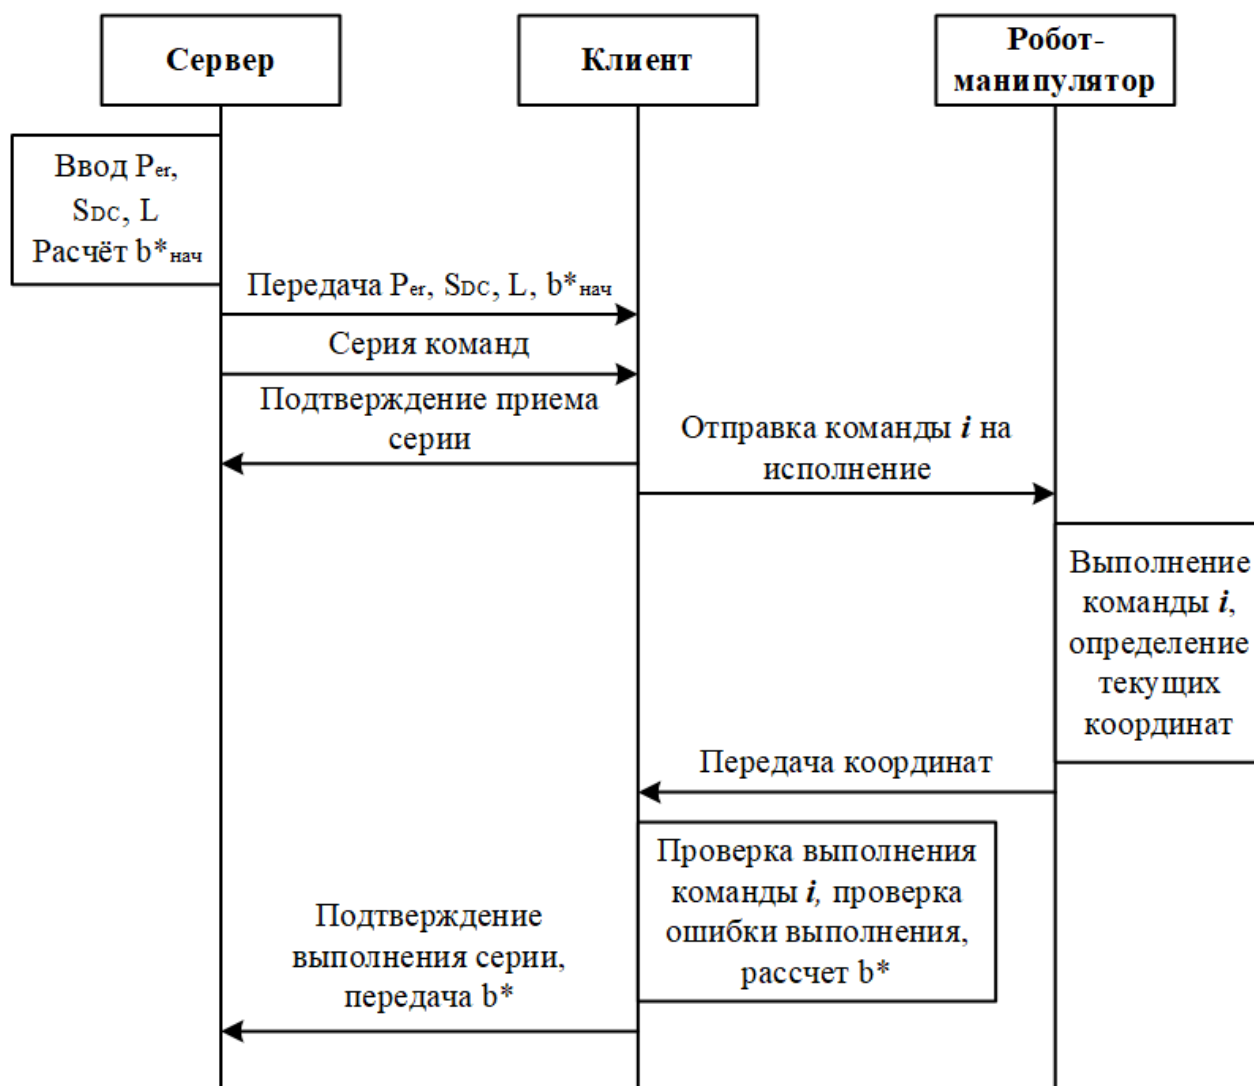 Сервер
Клиент
Робот-
манипулятор
Ввод Per,
SDC, L
Расчёт b*нач
Передача Per, SDC, L, b*нач
Серия команд
Подтверждение приема
серии
Отправка команды i на
исполнение
Выполнение
команды i,
определение
текущих
координат
Передача координат
Проверка выполнения
команды i, проверка
ошибки выполнения,
рассчет b*
Подтверждение
выполнения серии,
передача b*